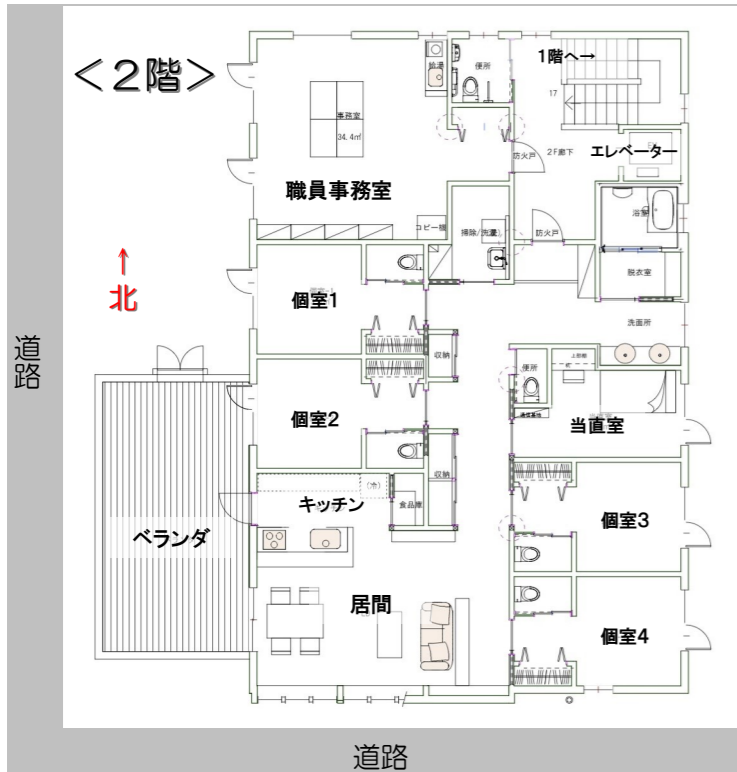 <2階>
給湯
便所
1階へ→
17
事務室
34.4㎡
2F廊下
エレベーター
防火戸
職員事務室
コピー機
掃除/洗濯
防火戸
浴室
脱衣室
↑
北
個室1
収納
洗面所
道路
便所
上部棚
個室2
当直室
収納
キッチン
(冷)
食品庫
個室3
ベランダ
居間
個室4
道路